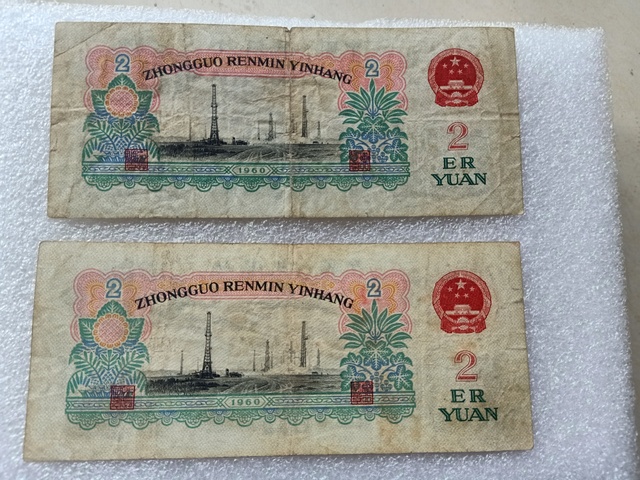 2 ZHONGGUO RENMIN YINHANG 2
2
ER
YUAN
1960
2 ZHONGGUO RENMIN YINHANG 2
2
ER
YUAN
1960